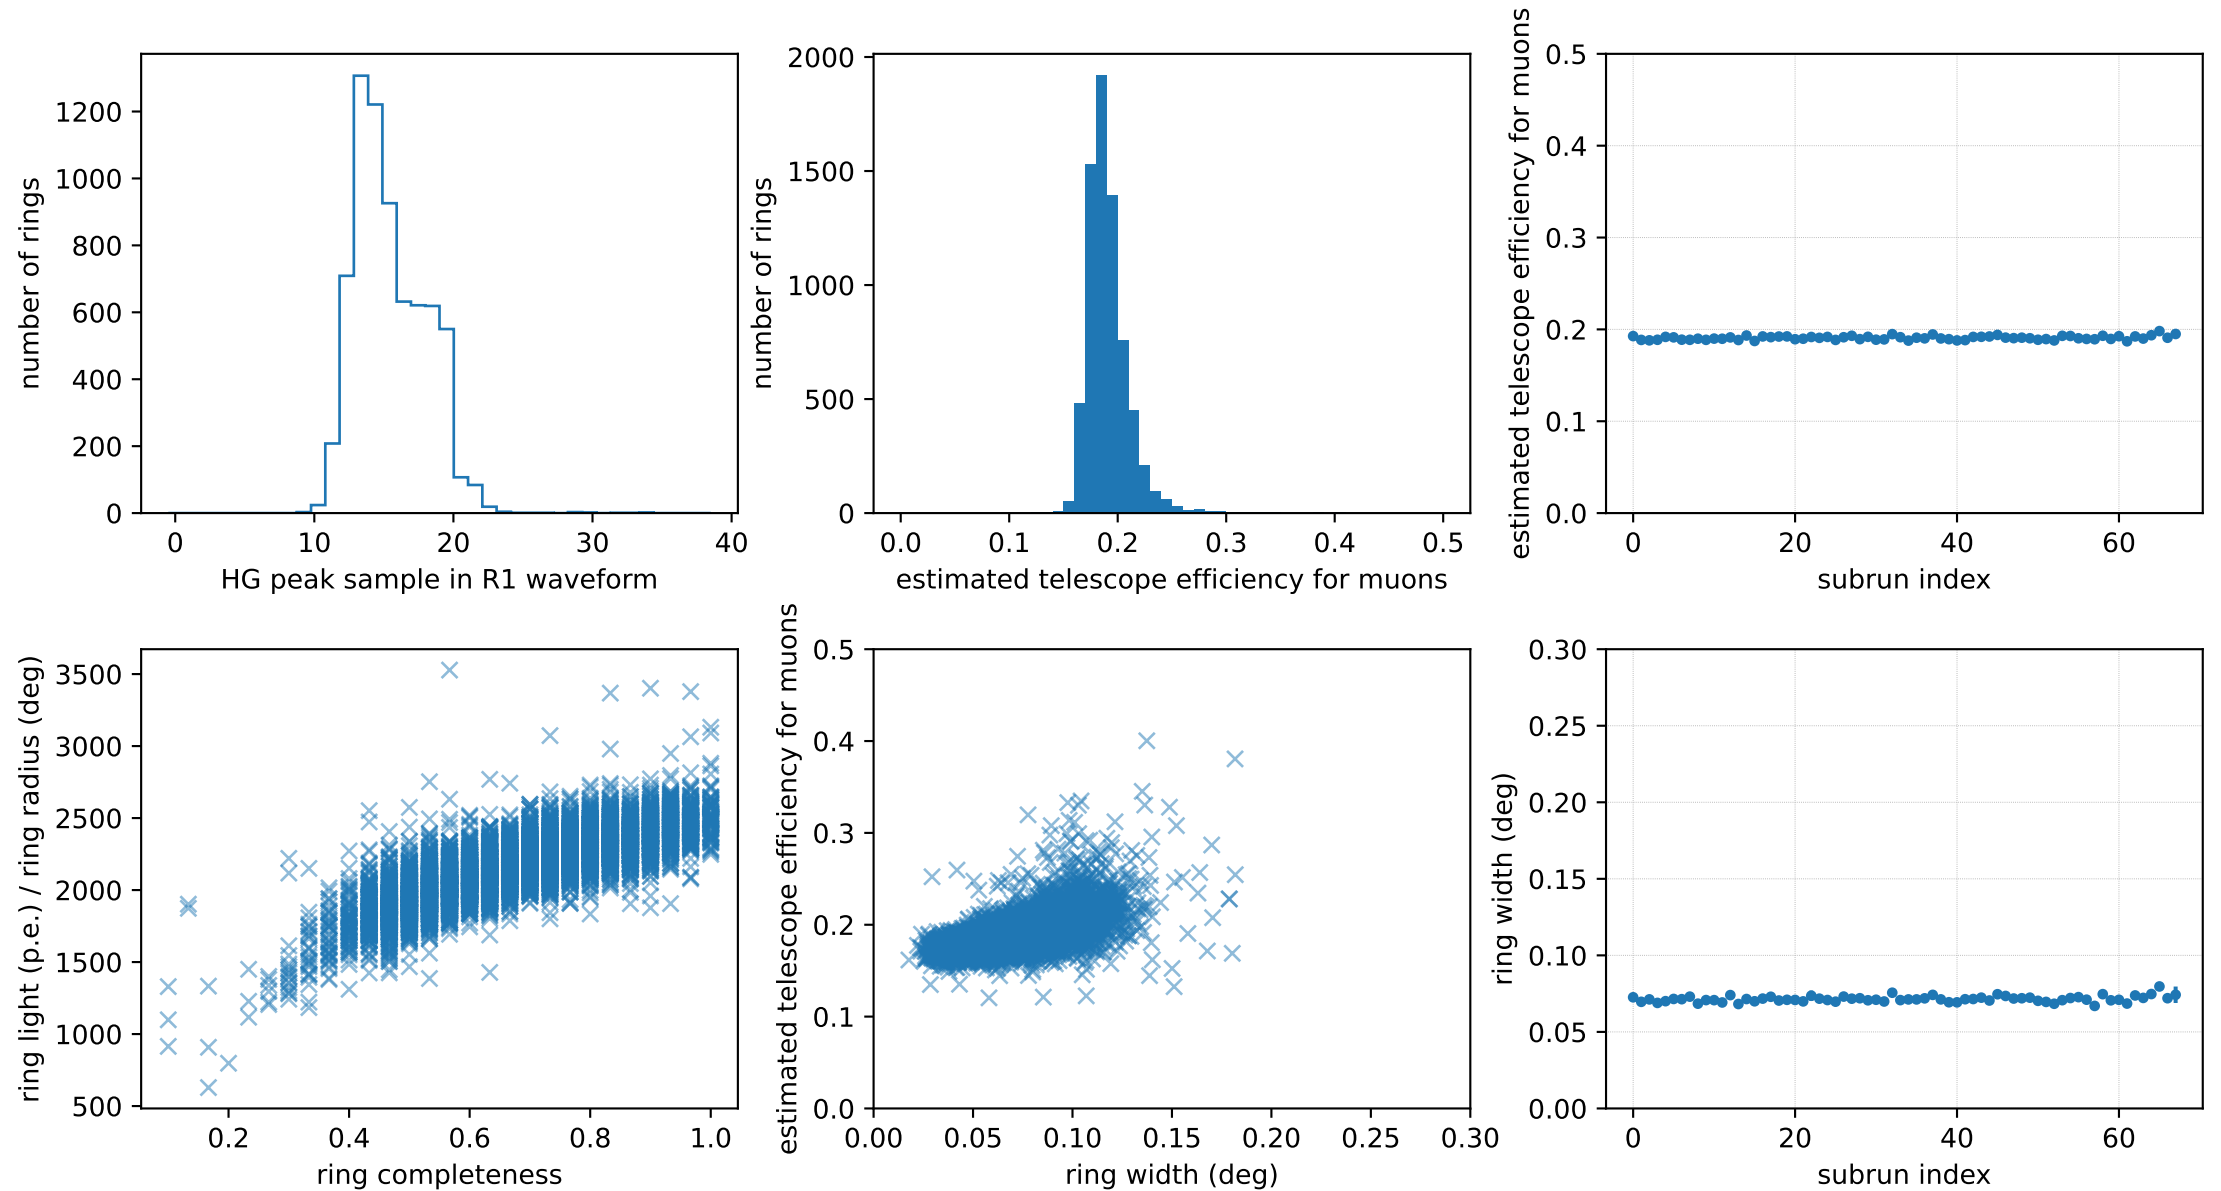 number of rings
1200
1000
800
600
400
200
0
0 10 20 30 40
HG peak sample in R1 waveform
number of rings
2000
1500
1000
500
0
0.0 0.1 0.2 0.3 0.4 0.5
estimated telescope efficiency for muons
estimated telescope efficiency for muons
0.5
0.4
0.3
0.2
0.1
0.0
0 20 40 60
subrun index
ring light (p.e.) / ring radius (deg)
3500
3000
2500
2000
1500
1000
500
0.2 0.4 0.6 0.8 1.0
ring completeness
estimated telescope efficiency for muons
0.5
0.4
0.3
0.2
0.1
0.0
0.00 0.05 0.10 0.15 0.20 0.25 0.30
ring width (deg)
ring width (deg)
0.30
0.25
0.20
0.15
0.10
0.05
0.00
0 20 40 60
subrun index